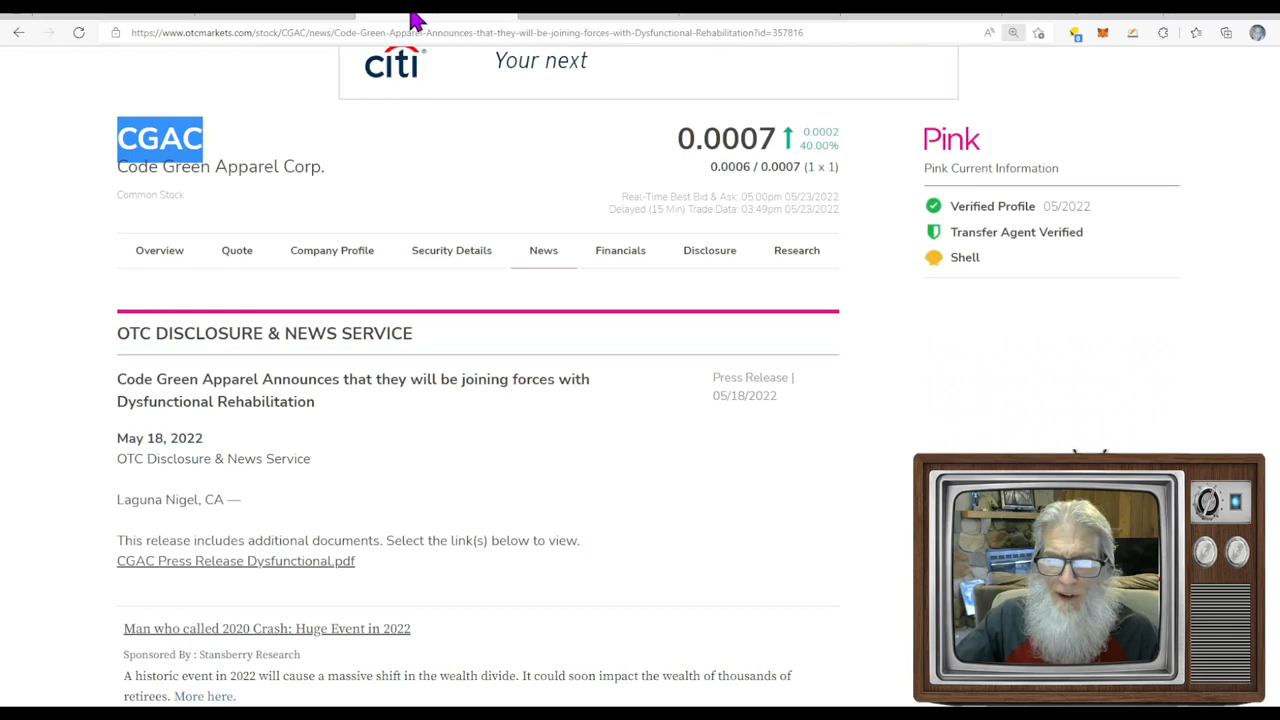 https://www.otcmarkets.com/stock/CGAC/news/Code-Green-Apparel-Announces-that-they-will-be-joining-forces-with-Dysfunctional-Rehabilitation?id=357816
citi
Your next
CGAC
Code Green Apparel Corp.
Common Stock
0.0007
0.0002
40.00%
0.0006 / 0.0007 (1 x 1)
Real-Time Best Bid & Ask: 05:00pm 05/23/2022
Delayed (15 Min) Trade Data: 03:49pm 05/23/2022
Pink
Pink Current Information
Verified Profile 05/2022
Transfer Agent Verified
Shell
Overview Quote Company Profile Security Details News Financials Disclosure Research
OTC DISCLOSURE & NEWS SERVICE
Code Green Apparel Announces that they will be joining forces with
Dysfunctional Rehabilitation
Press Release |
05/18/2022
May 18, 2022
OTC Disclosure & News Service
Laguna Nigel, CA —
This release includes additional documents. Select the link(s) below to view.
CGAC Press Release Dysfunctional.pdf
Man who called 2020 Crash: Huge Event in 2022
Sponsored By : Stansberry Research
A historic event in 2022 will cause a massive shift in the wealth divide. It could soon impact the wealth of thousands of
retirees. More here.